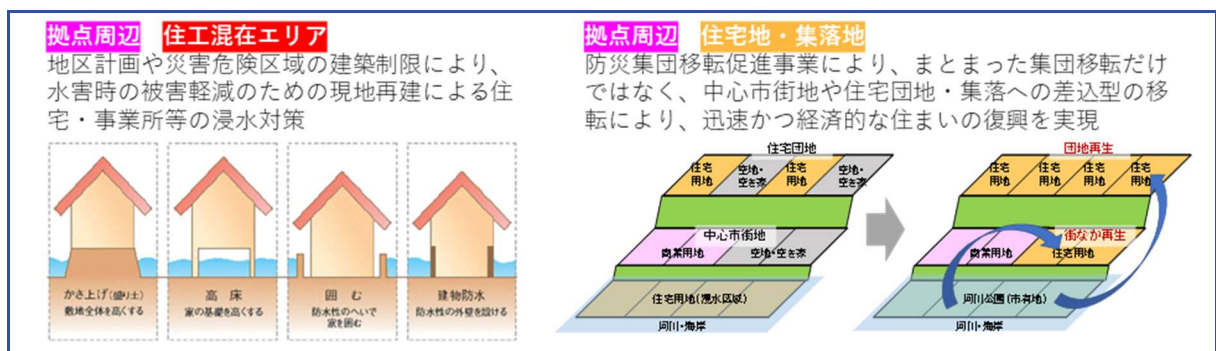 拠点周辺 住工混在エリア
地区計画や災害危険区域の建築制限により、
水害時の被害軽減のための現地再建による住
宅・事業所等の浸水対策
かさ上げ(盛り土)
敷地全体を高くする
高床
家の基礎を高くする
囲む
防水性のへいで
家を囲む
建物防水
防水性の外壁を設ける
拠点周辺 住宅地・集落地
防災集団移転促進事業により、まとまった集団移転だけ
ではなく、中心市街地や住宅団地・集落への差込型の移
転により、迅速かつ経済的な住まいの復興を実現
住宅団地
住宅
用地
空地・
空き家
住宅
用地
空地・
空き家
中心市街地
商業用地
空地・空き家
住宅用地(浸水区域)
河川・海岸
団地再生
住宅
用地
住宅
用地
住宅
用地
住宅
用地
街なか再生
商業用地
住宅用地
河川公園(市有地)
河川・海岸